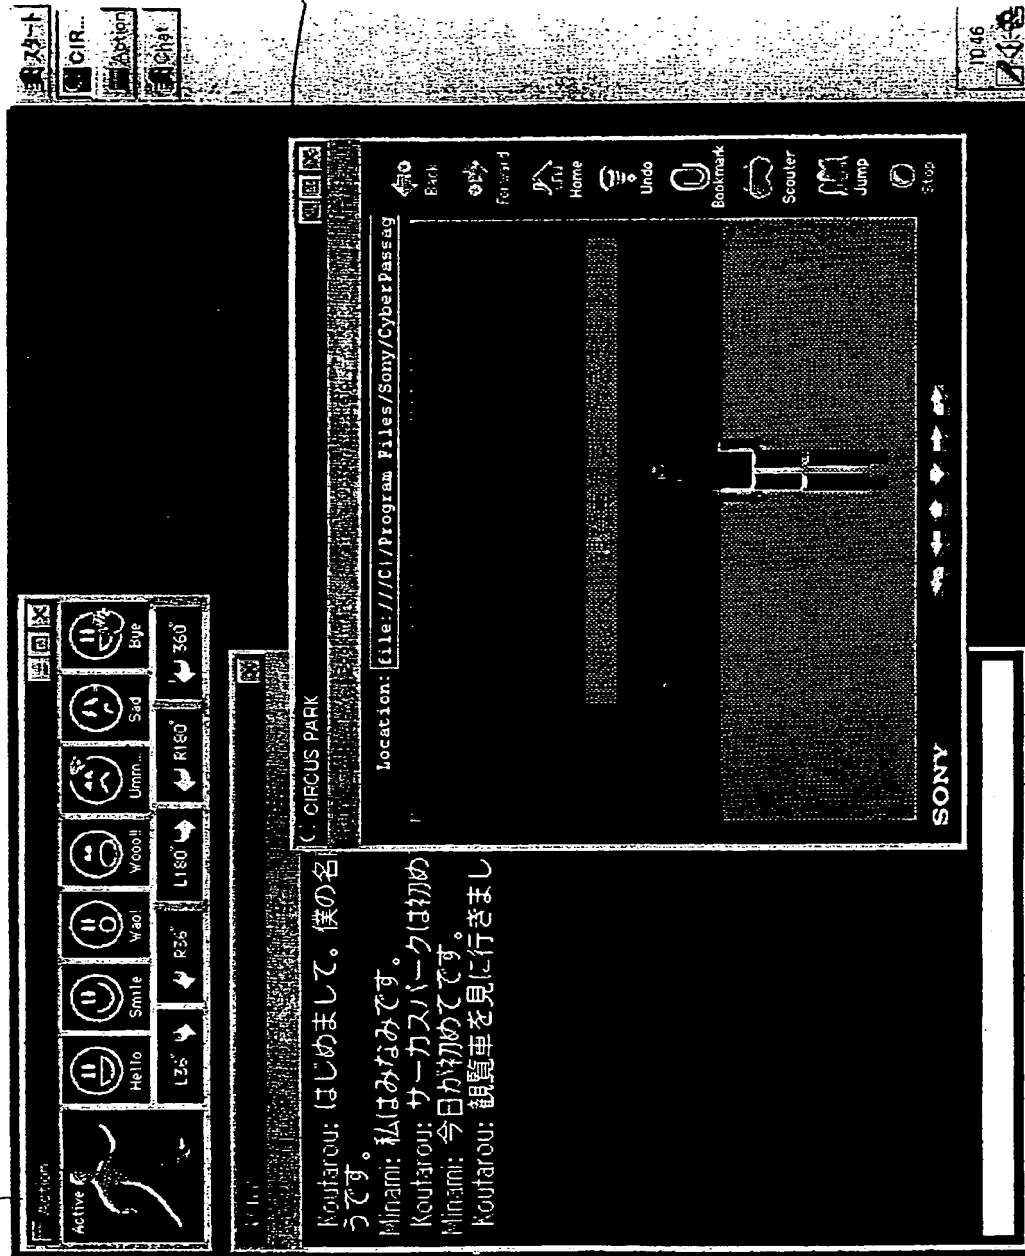 Action
Active
Hello
Smile
Wao!
Wooo!!
Umm...
Sad
Bye
L36°
R36°
L180°
R180°
360°
Koutarou: はじめまして。僕の名
うです。
Minami: 私はみなみです。
Koutarou: サーカスパークは初め
Minami: 今日が初めてです。
Koutarou: 観覧車を見に行きまし
CIRCUS PARK
Location: file:///C|/Program Files/Sony/CyberPassag
Back
Forward
Home
Undo
Bookmark
Scouter
Jump
Stop
SONY
スタート
CIR...
Action
Chat
10:46